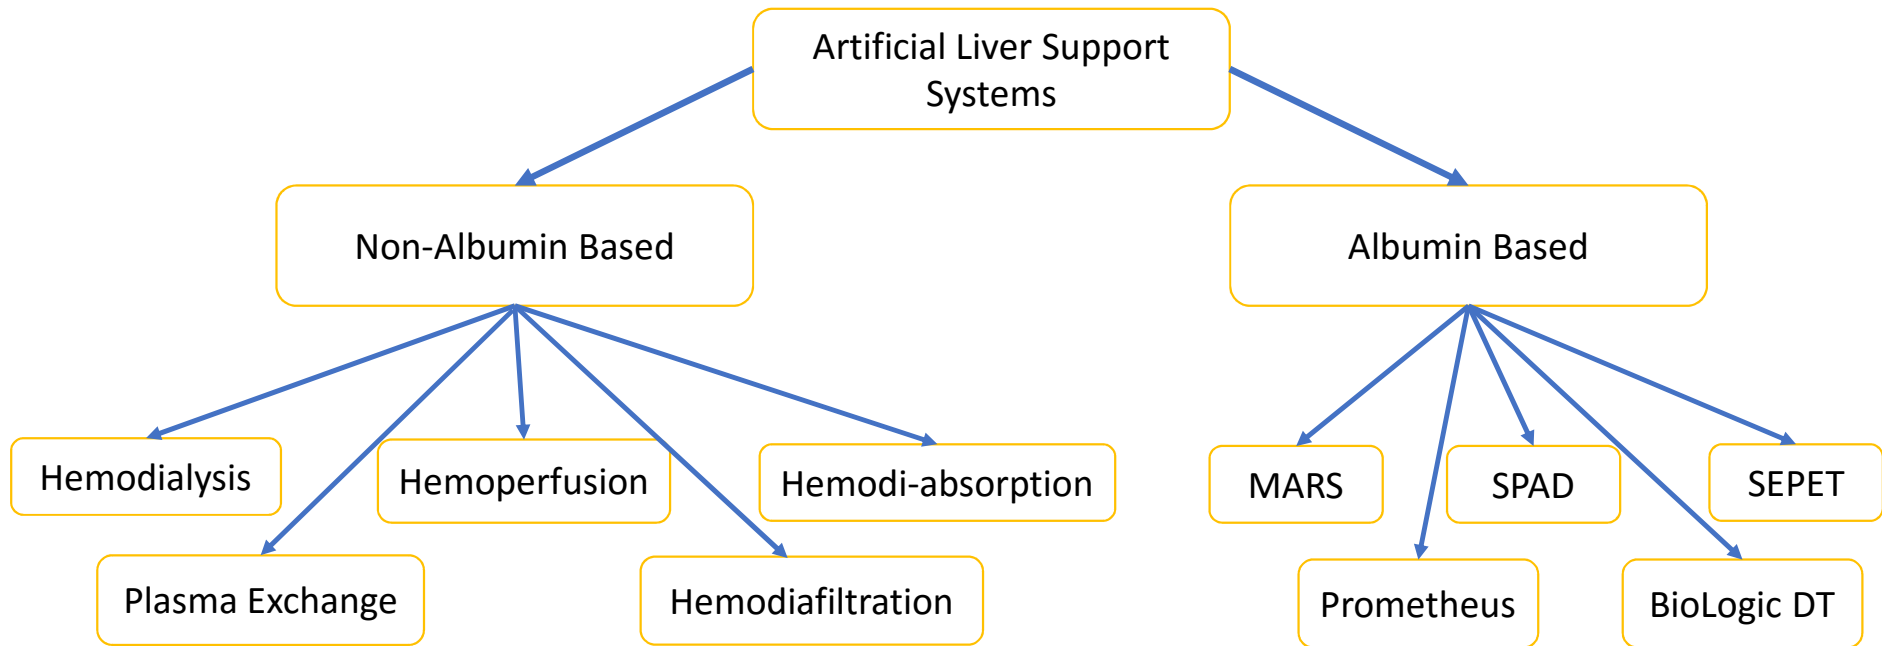 Artificial Liver Support
Systems
Non-Albumin Based
Albumin Based
Hemodialysis
Hemoperfusion
Hemodi-absorption
MARS
SPAD
SEPET
Plasma Exchange
Hemodiafiltration
Prometheus
BioLogic DT